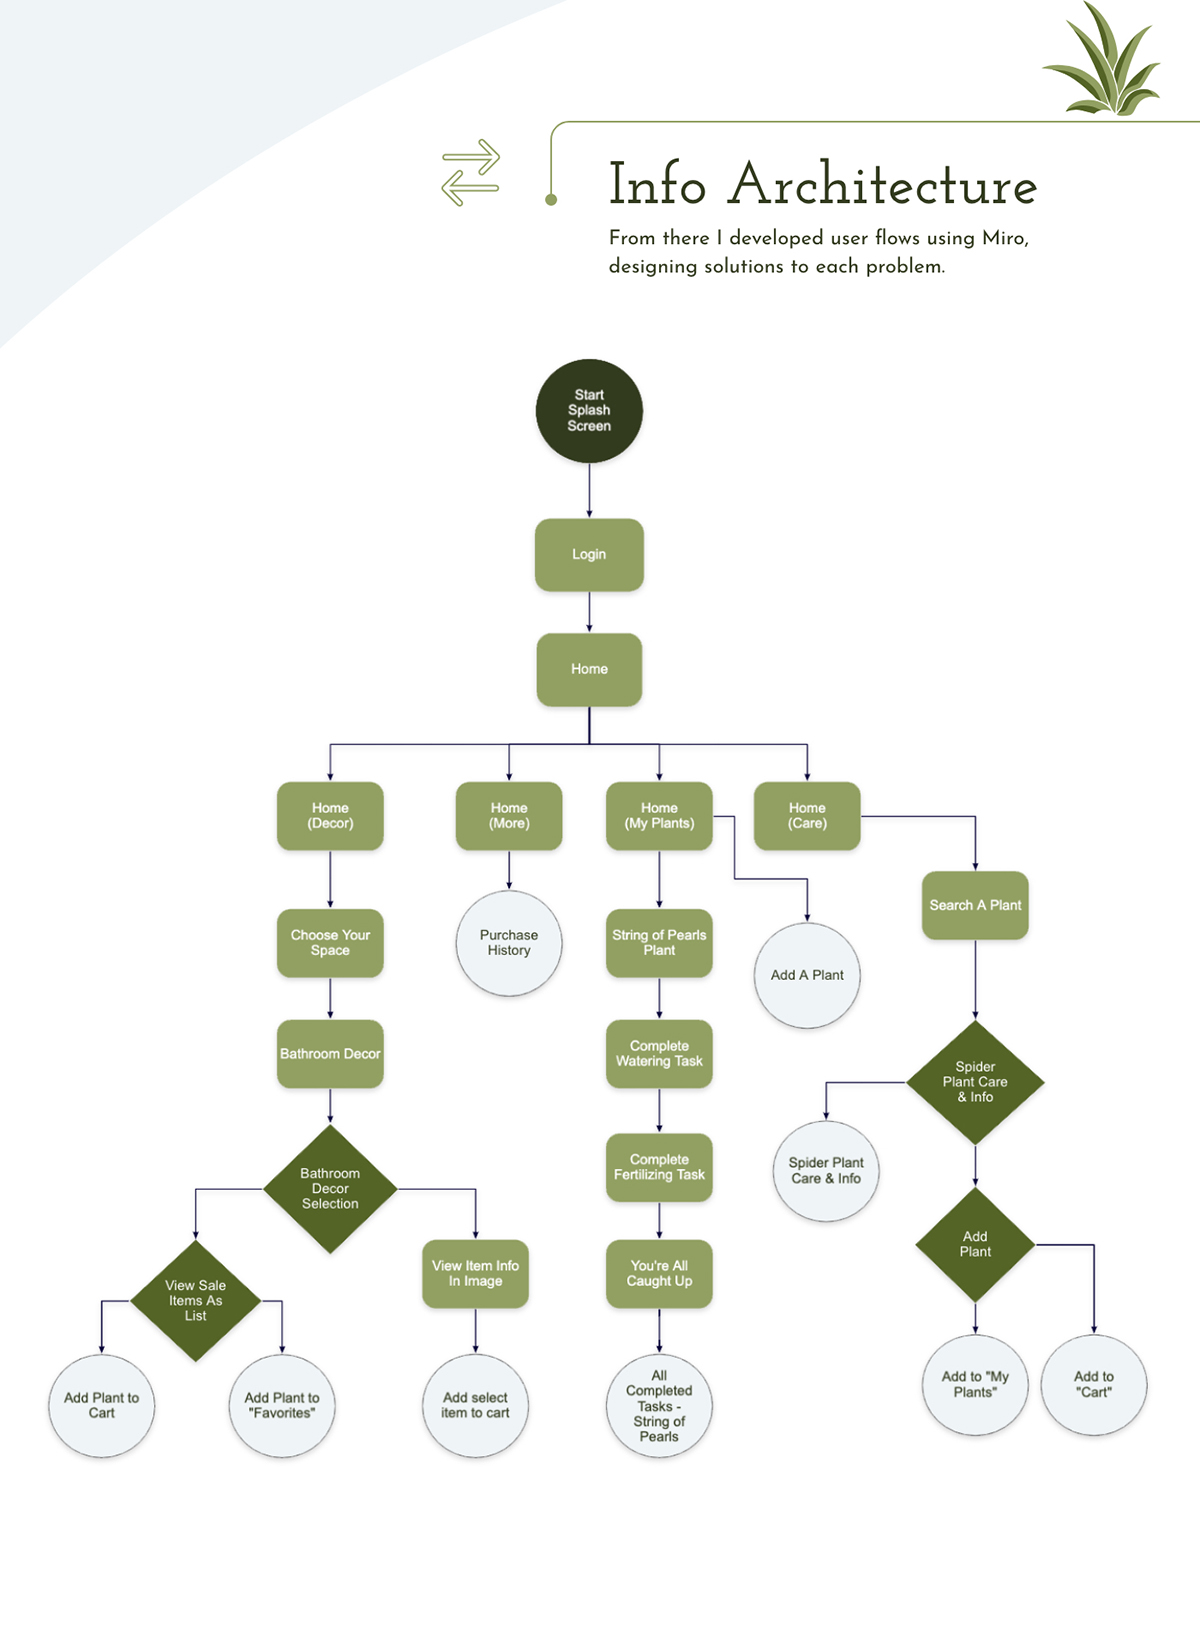 Info Architecture
From there I developed user flows using Miro,
designing solutions to each problem.
Start
Splash
Screen
Login
Home
Home
(Decor)
Home
(More)
Home
(My Plants)
Home
(Care)
Search A Plant
Choose Your
Space
Purchase
History
String of Pearls
Plant
Add A Plant
Bathroom Decor
Complete
Watering Task
Spider
Plant Care
& Info
Bathroom
Decor
Selection
Complete
Fertilizing Task
Spider Plant
Care & Info
Add
Plant
View Sale
Items As
List
View Item Info
In Image
You're All
Caught Up
Add Plant to
Cart
Add Plant to
"Favorites"
Add select
item to cart
All
Completed
Tasks -
String of
Pearls
Add to "My
Plants"
Add to
"Cart"